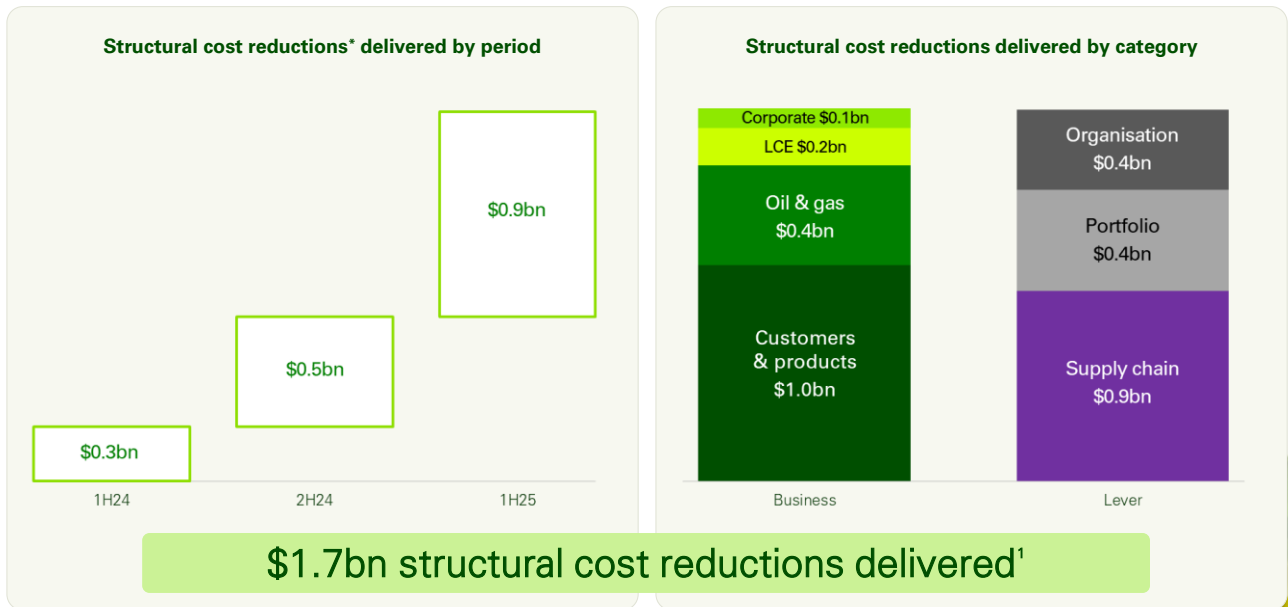 Structural cost reductions* delivered by period
$0.9bn
$0.5bn
$0.3bn
1H24
2H24
1H25
Structural cost reductions delivered by category
Corporate $0.1bn
LCE $0.2bn
Oil & gas
$0.4bn
Customers
& products
$1.0bn
Organisation
$0.4bn
Portfolio
$0.4bn
Supply chain
$0.9bn
Business
Lever
$1.7bn structural cost reductions delivered¹